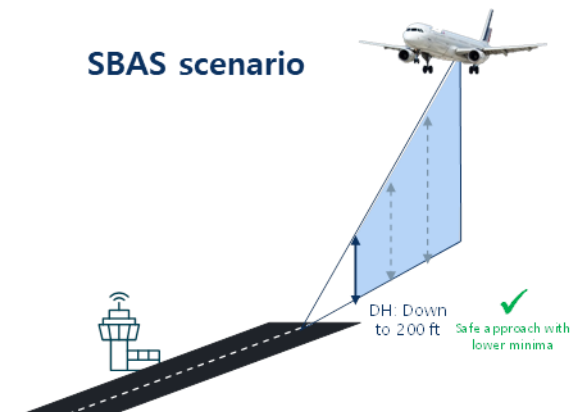 SBAS scenario
DH: Down
to 200 ft
Safe approach with
lower minima